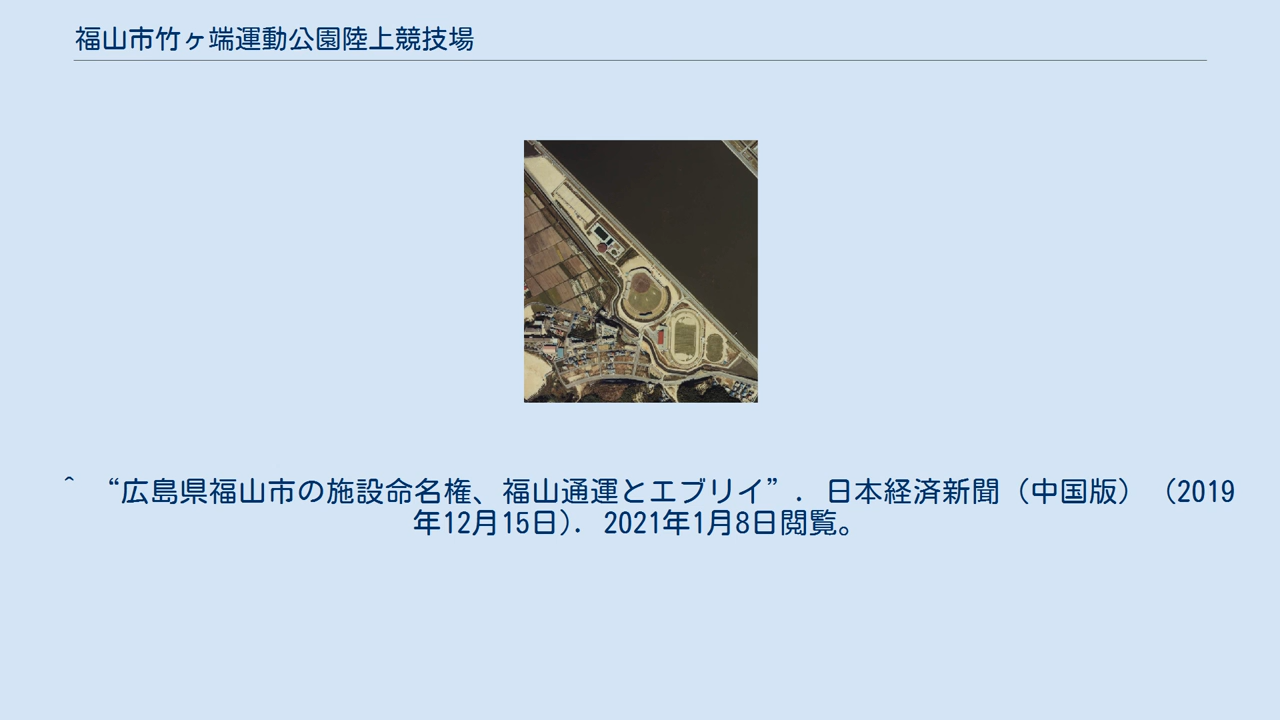 福山市竹ヶ端運動公園陸上競技場
^ “広島県福山市の施設命名権、福山通運とエブリイ”. 日本経済新聞（中国版） （2019
年12月15日）. 2021年1月8日閲覧。